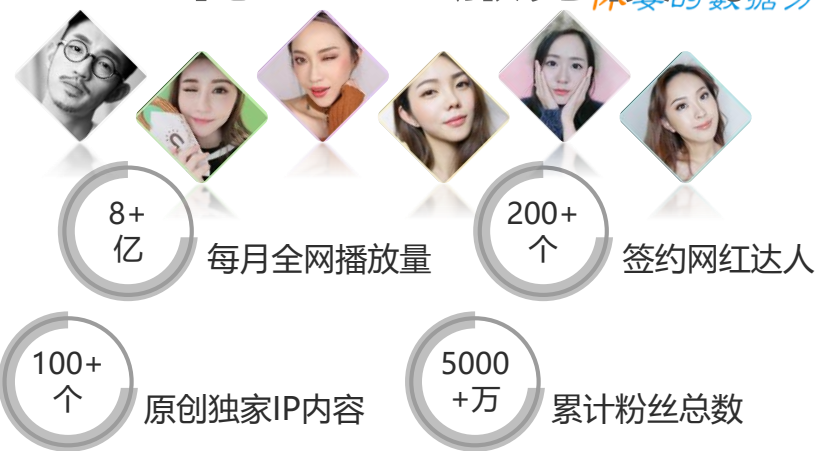 8+
亿
每月全网播放量
200+
个
签约网红达人
100+
个
原创独家IP内容
5000
+万
累计粉丝总数